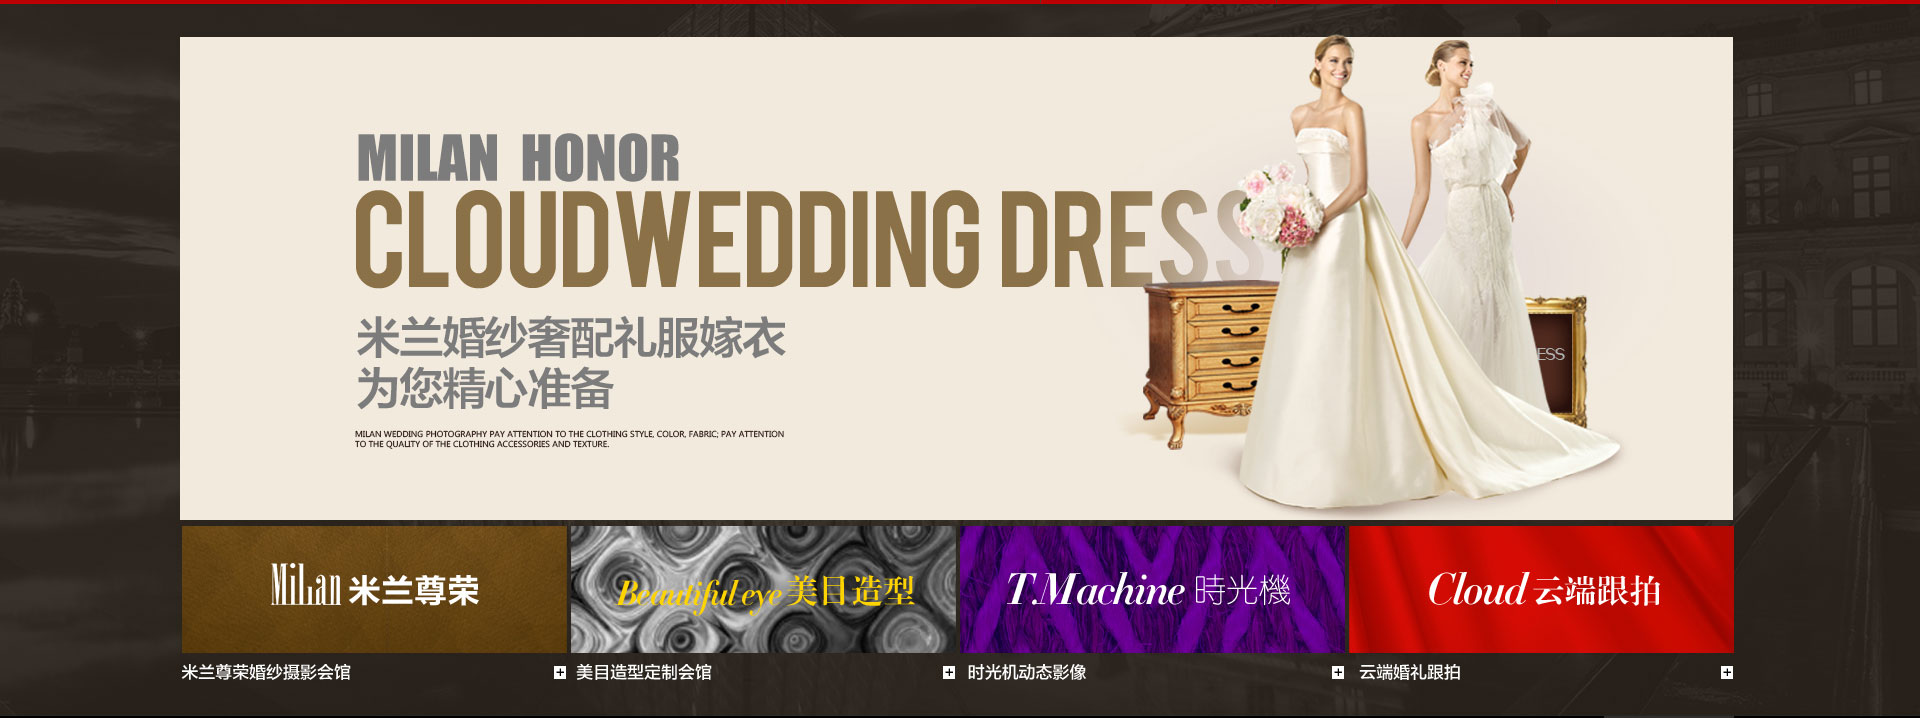 MILAN HONOR
CLOUDWEDDING DRESS
米兰婚纱奢配礼服嫁衣
为您精心准备
MILAN WEDDING PHOTOGRAPHY PAY ATTENTION TO THE CLOTHING STYLE, COLOR, FABRIC; PAY ATTENTION
TO THE QUALITY OF THE CLOTHING ACCESSORIES AND TEXTURE.
ESS
Milan 米兰尊荣
Beautiful eye 美目造型
T.Machine 時光機
Cloud 云端跟拍
米兰尊荣婚纱摄影会馆
美目造型定制会馆
时光机动态影像
云端婚礼跟拍